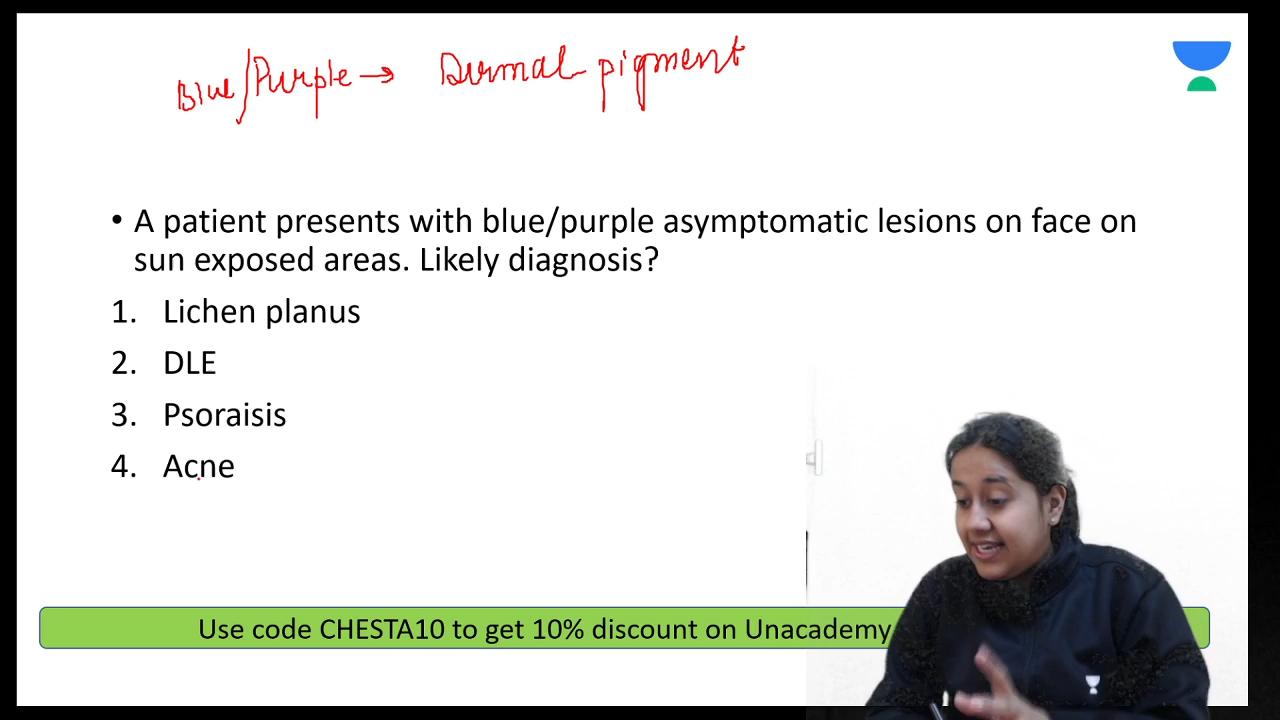 Blue/Purple → Dermal pigment
• A patient presents with blue/purple asymptomatic lesions on face on
sun exposed areas. Likely diagnosis?
1. Lichen planus
2. DLE
3. Psoraisis
4. Acne
Use code CHESTA10 to get 10% discount on Unacademy